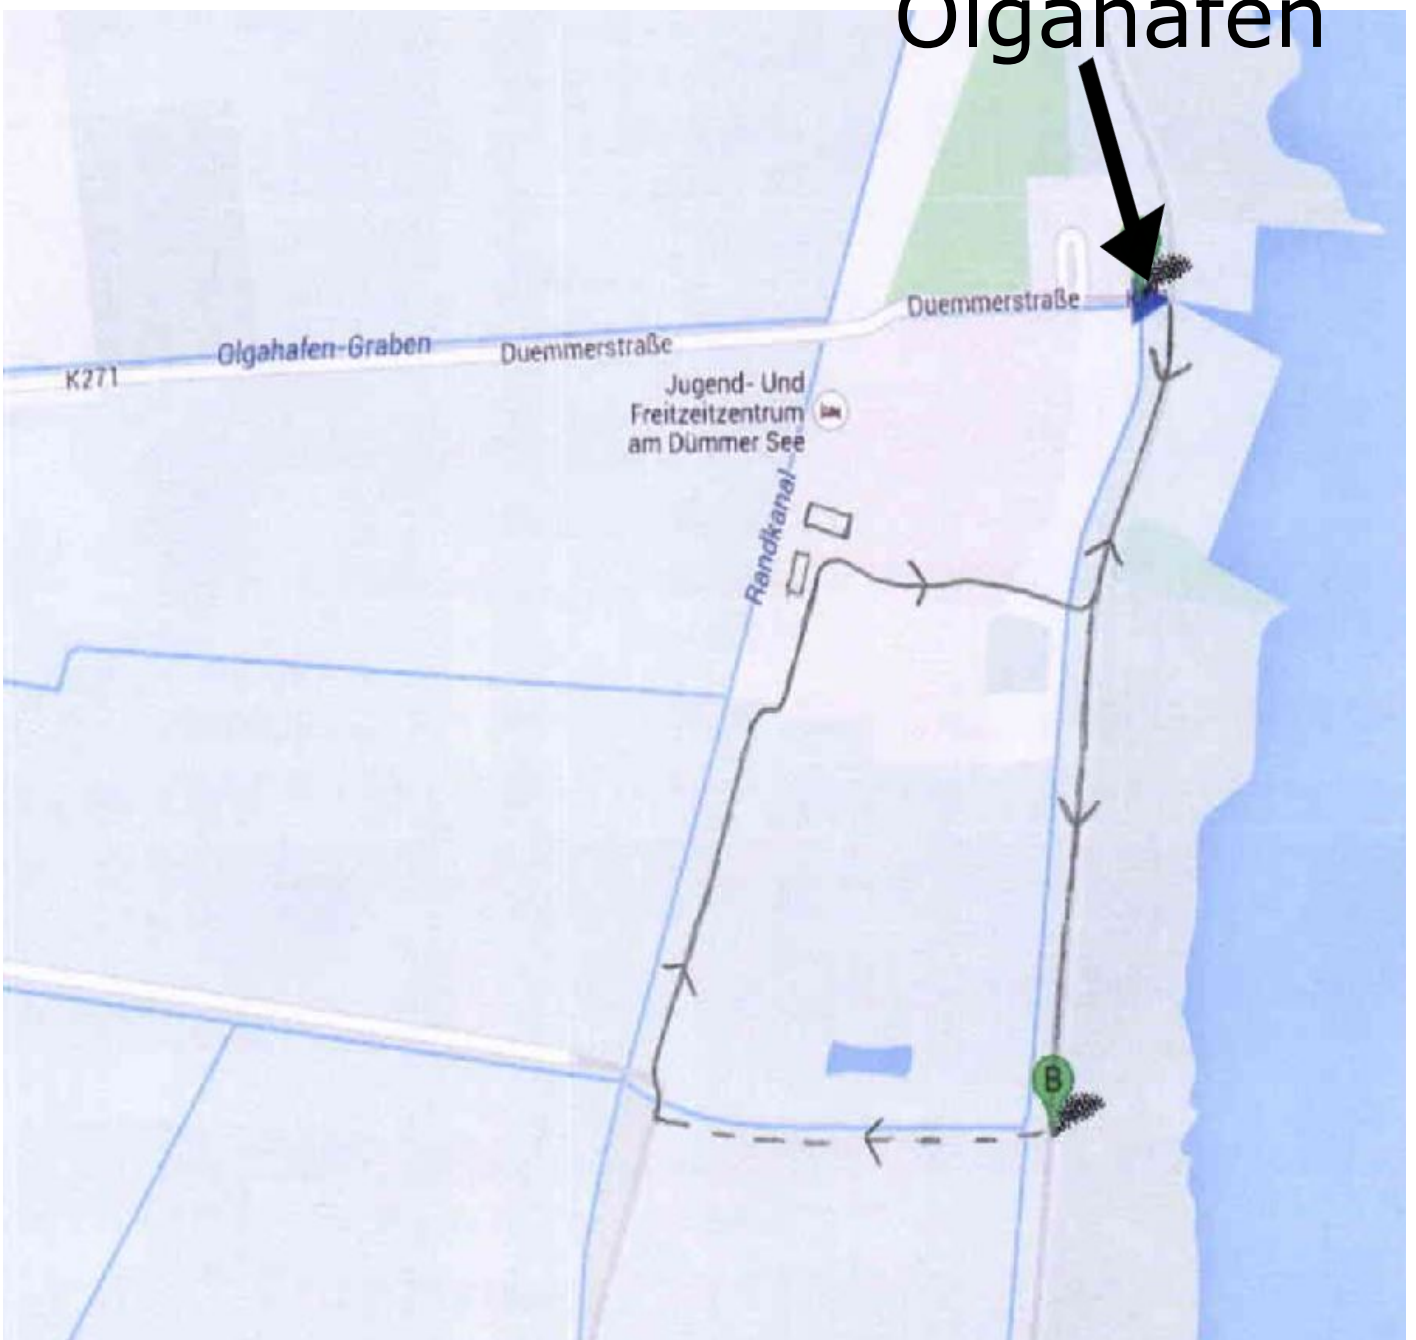 Olgahafen
Duemmerstraße
Olgahafen-Graben
Duemmerstraße
K271
Jugend- Und
Freitzeitzentrum
am Dümmer See
Randkanal
B